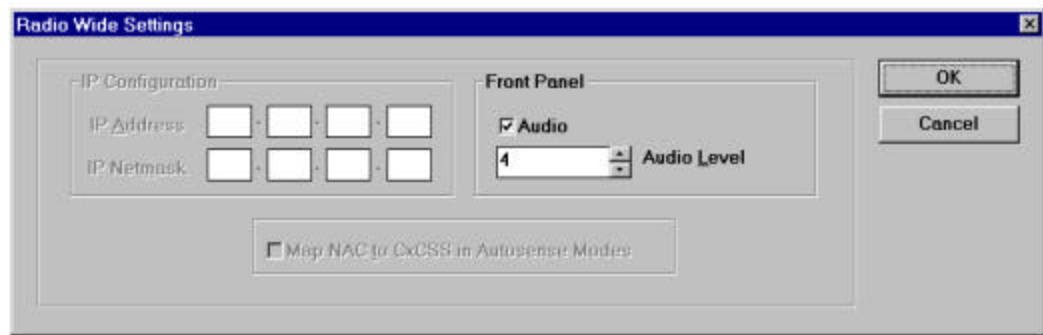 Radio Wide Settings
IP Configuration
IP Address
IP Netmask
Front Panel
Audio
4
Audio Level
Map NAC to CxCSS in Autosense Modes
OK
Cancel